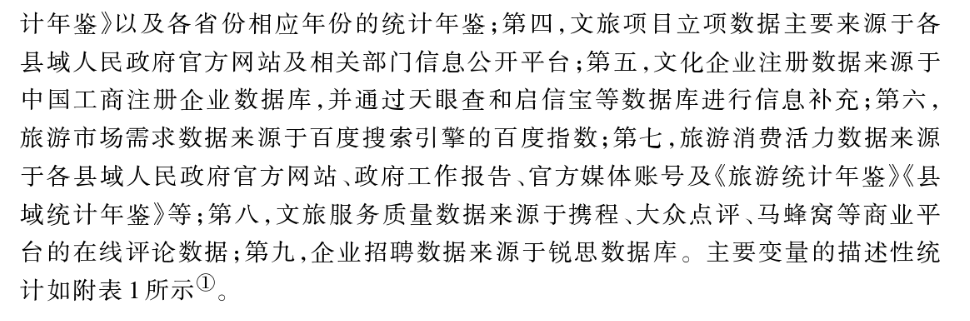 计年鉴》以及各省份相应年份的统计年鉴;第四,文旅项目立项数据主要来源于各
县域人民政府官方网站及相关部门信息公开平台;第五,文化企业注册数据来源于
中国工商注册企业数据库,并通过天眼查和启信宝等数据库进行信息补充;第六,
旅游市场需求数据来源于百度搜索引擎的百度指数;第七,旅游消费活力数据来源
于各县域人民政府官方网站、政府工作报告、官方媒体账号及《旅游统计年鉴》《县
域统计年鉴》等;第八,文旅服务质量数据来源于携程、大众点评、马蜂窝等商业平
台的在线评论数据;第九,企业招聘数据来源于锐思数据库。主要变量的描述性统
计如附表1所示①。